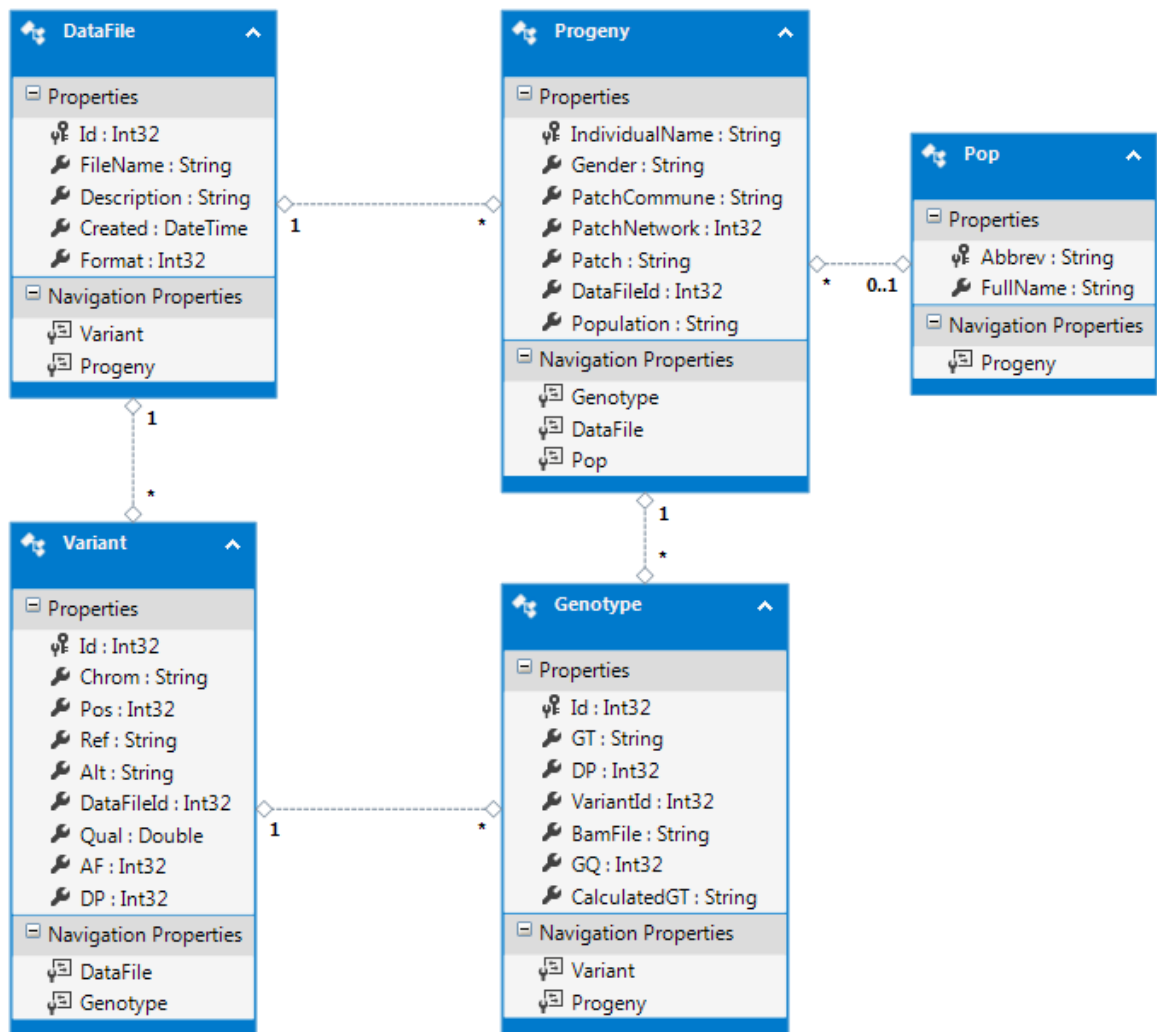 DataFile
Properties
Id : Int32
FileName : String
Description : String
Created : DateTime
Format : Int32
Navigation Properties
Variant
Progeny
1
*
Progeny
Properties
IndividualName : String
Gender : String
PatchCommune : String
PatchNetwork : Int32
Patch : String
DataFileId : Int32
Population : String
Navigation Properties
Genotype
DataFile
Pop
*
0..1
Pop
Properties
Abbrev : String
FullName : String
Navigation Properties
Progeny
1
*
1
*
Variant
Properties
Id : Int32
Chrom : String
Pos : Int32
Ref : String
Alt : String
DataFileId : Int32
Qual : Double
AF : Int32
DP : Int32
Navigation Properties
DataFile
Genotype
1
*
Genotype
Properties
Id : Int32
GT : String
DP : Int32
VariantId : Int32
BamFile : String
GQ : Int32
CalculatedGT : String
Navigation Properties
Variant
Progeny